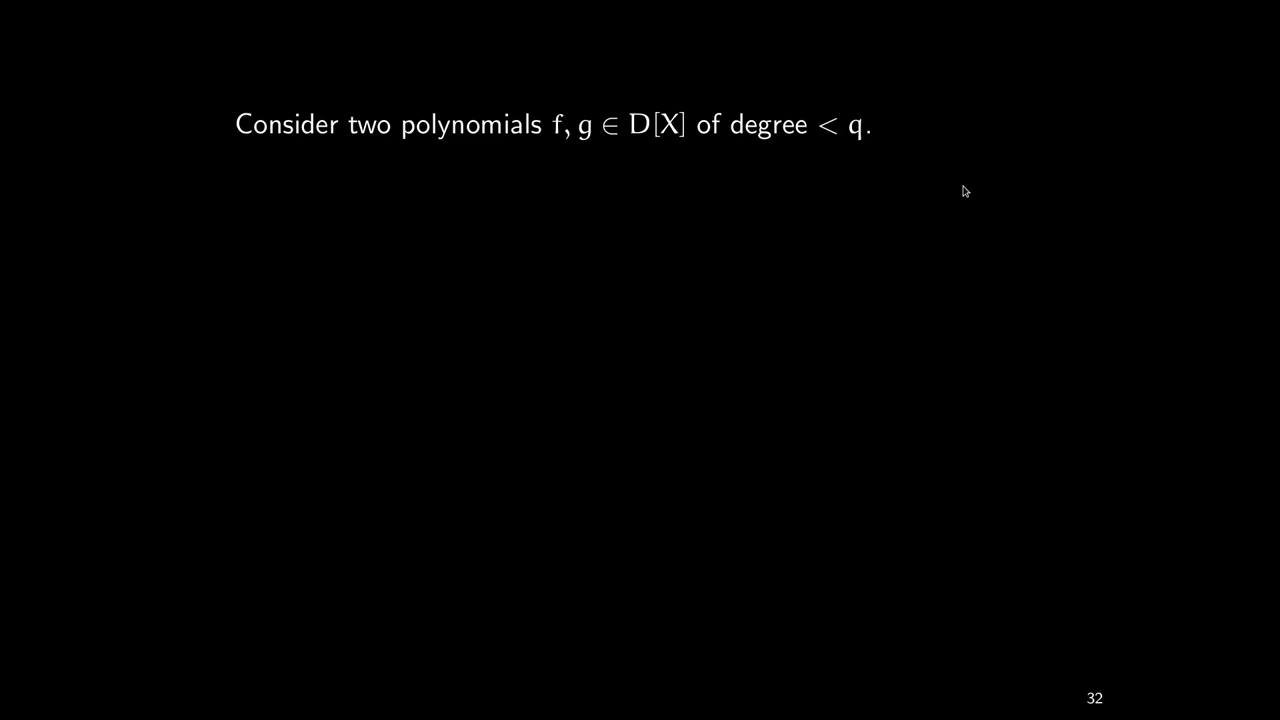 Consider two polynomials f, g ∈ D[X] of degree < q.
32